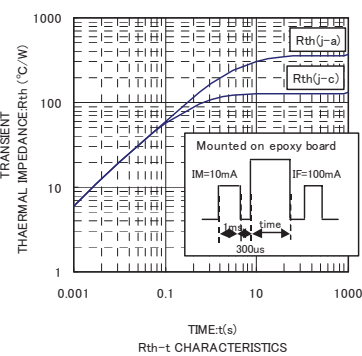 TRANSIENT
THAERMAL IMPEDANCE:Rth (℃/W)
1000
100
10
1
Rth(j-a)
Rth(j-c)
Mounted on epoxy board
IM=10mA
IF=100mA
1ms
time
300us
0.001
0.1
10
1000
TIME:t(s)
Rth-t CHARACTERISTICS